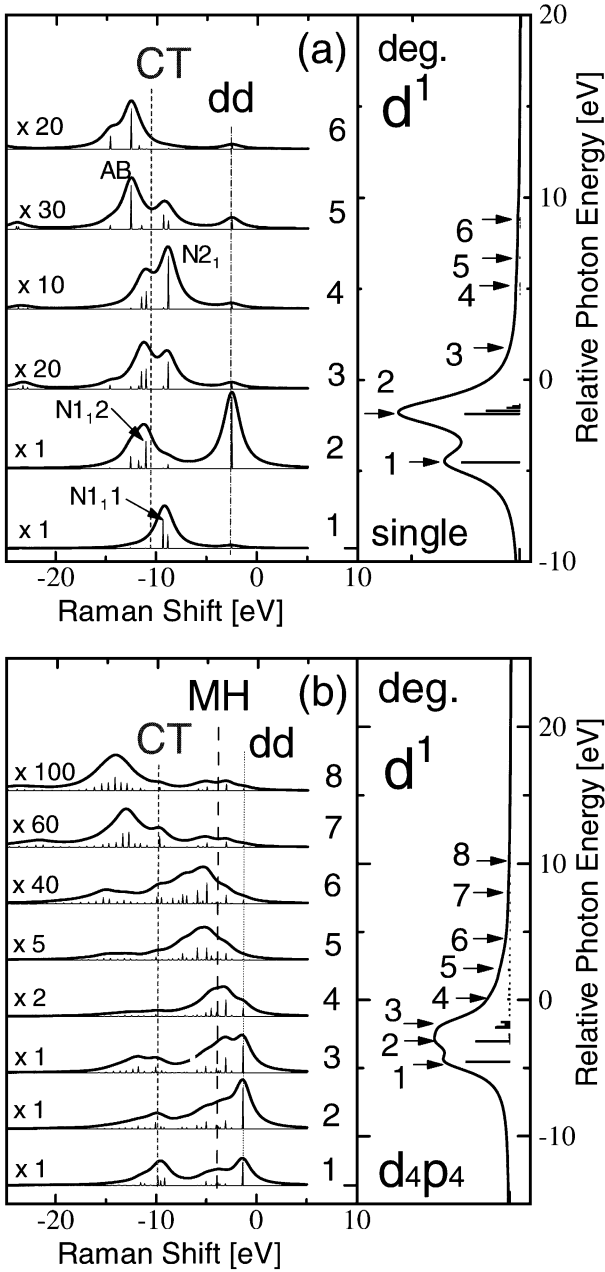 (a) deg. 20
CT
dd d¹
x 20 6
AB
x 30 5 6 10
N2₁ 5
x 10 4 4
3
x 20 3 2 0
N1₁2
x 1 2 1
N1₁1
x 1 1 single
-10
-20 -10 0 10
Raman Shift [eV]
Relative Photon Energy [eV]
(b) deg.
MH
CT dd d¹ 20
x 100 8
x 60 7 8 10
x 40 6 7
6
x 5 5 5
x 2 4 4 0
3
x 1 3 2
1
x 1 2
-10
x 1 1 d₄p₄
-20 -10 0 10
Raman Shift [eV]
Relative Photon Energy [eV]